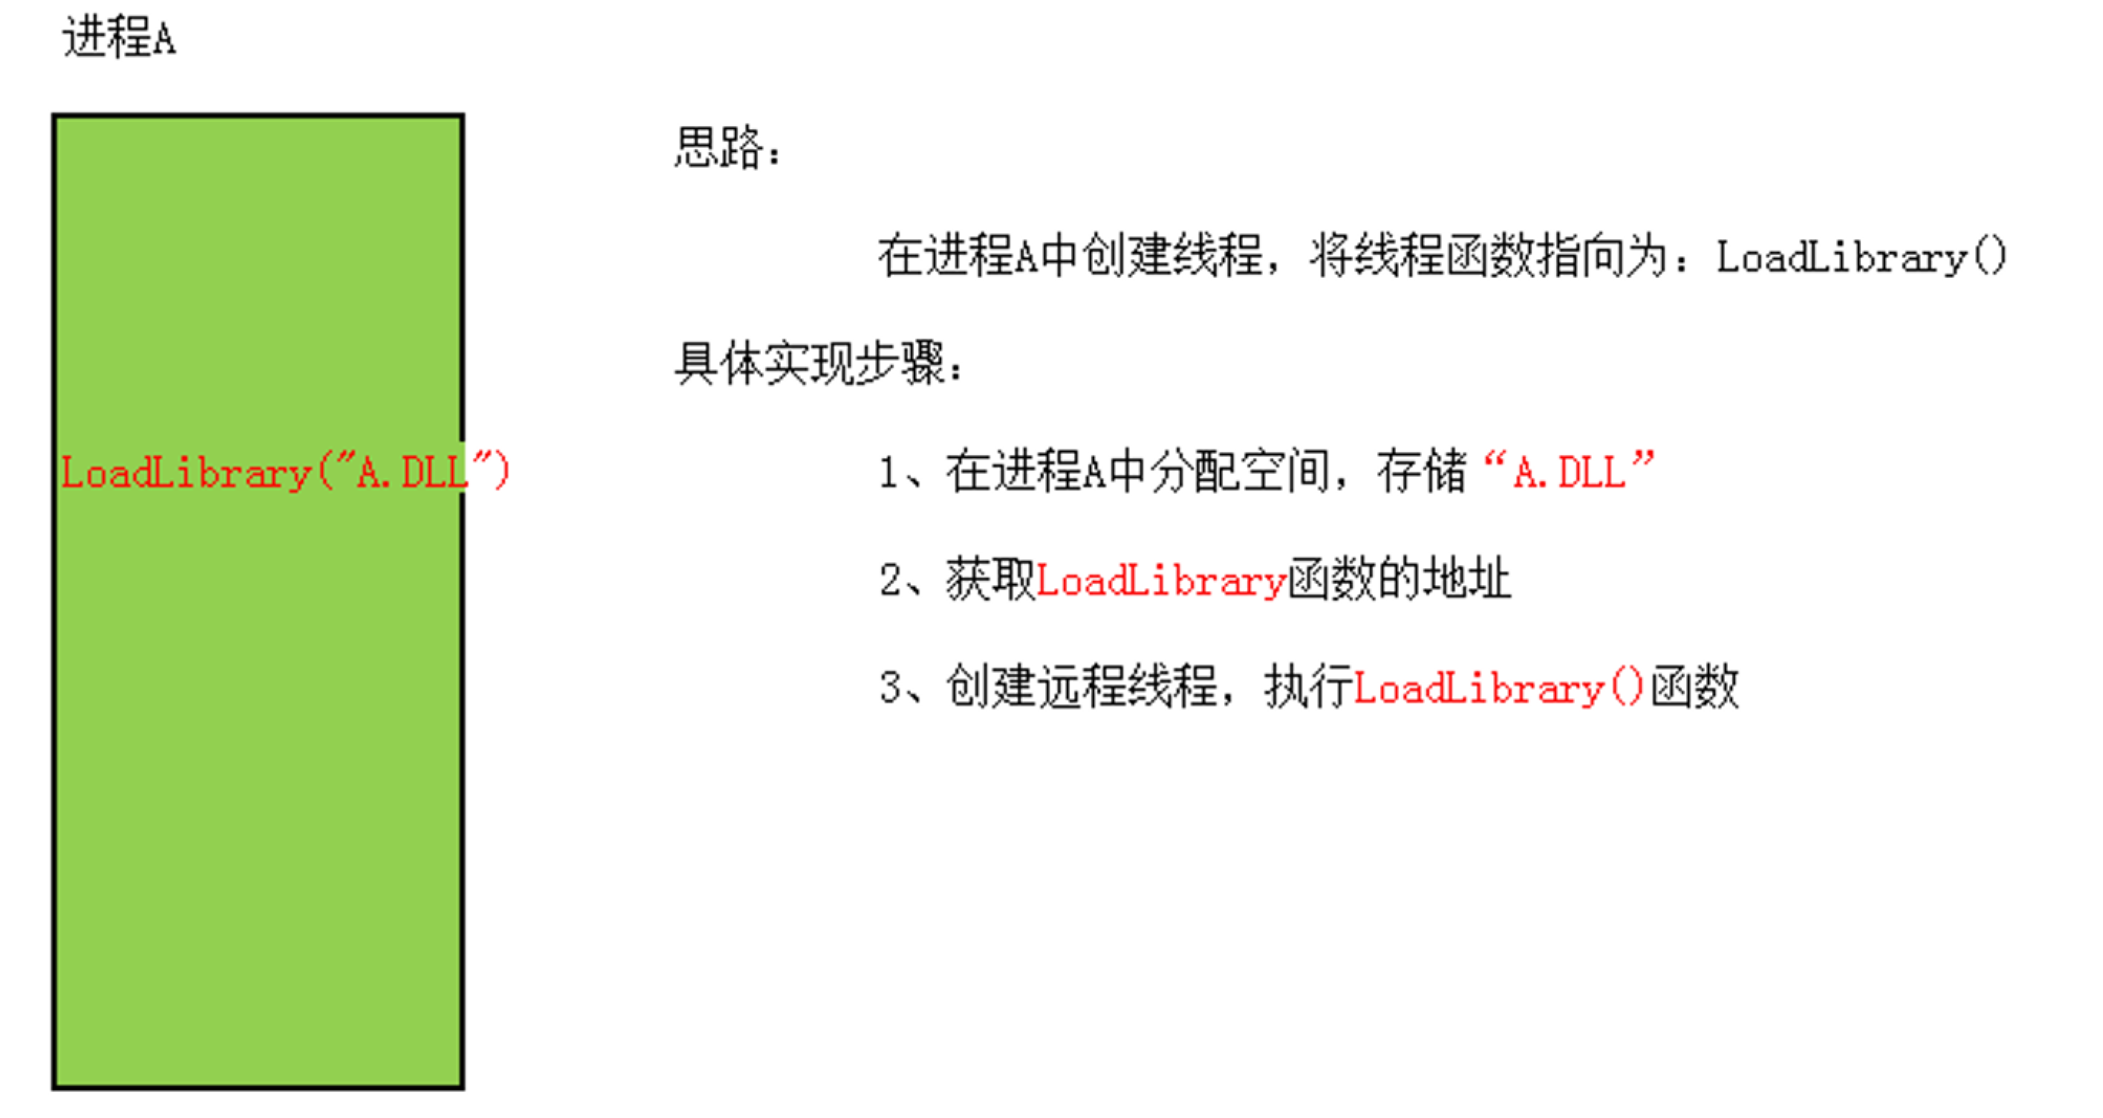 进程A
思路：
在进程A中创建线程，将线程函数指向为：LoadLibrary()
具体实现步骤：
LoadLibrary("A.DLL")
1、在进程A中分配空间，存储“A.DLL”
2、获取LoadLibrary函数的地址
3、创建远程线程，执行LoadLibrary()函数